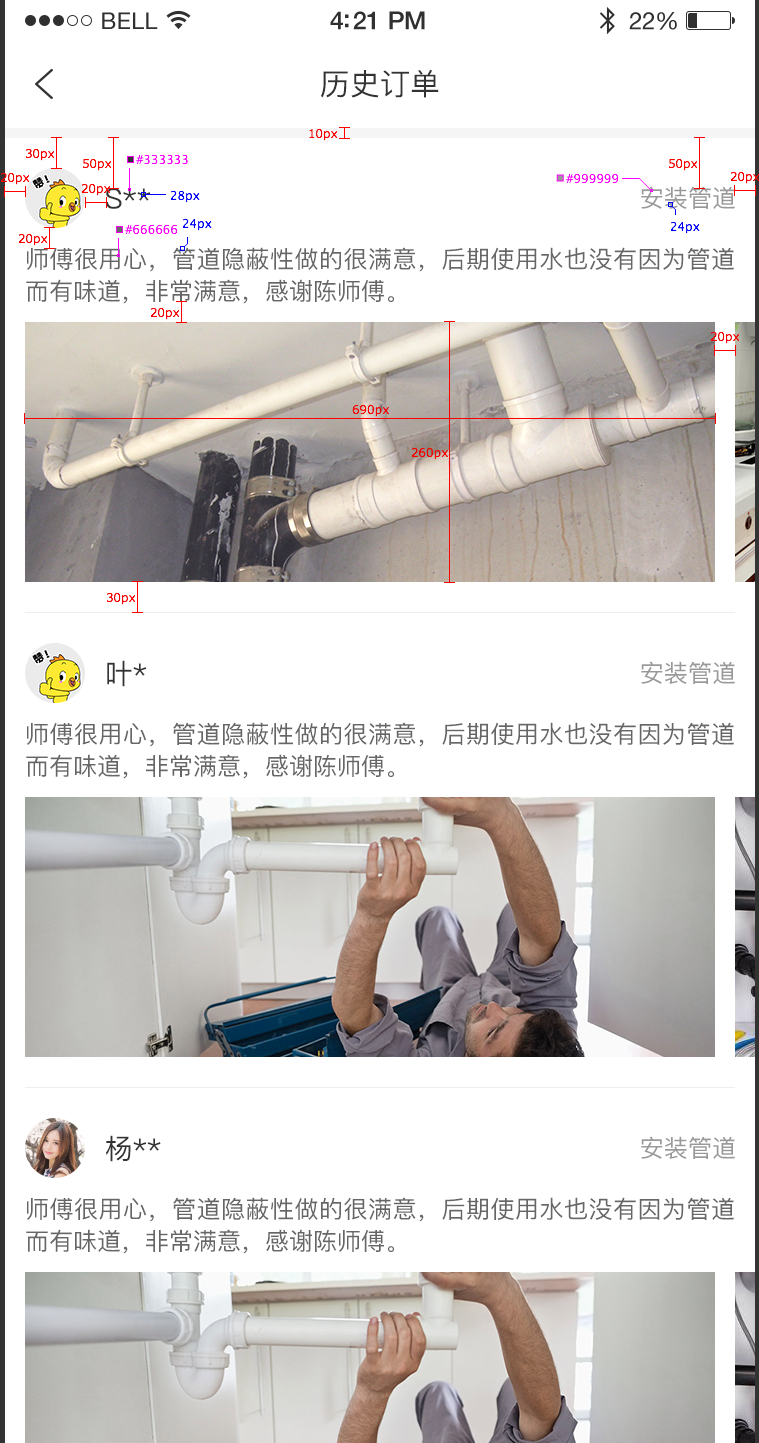 BELL 4:21 PM 22%
历史订单
10px
30px
50px
#333333
50px
#999999
20px
20px
20px
赞!
S**
28px
安装管道
#666666
24px
24px
20px
师傅很用心，管道隐蔽性做的很满意，后期使用水也没有因为管道
而有味道，非常满意，感谢陈师傅。
20px
20px
690px
260px
30px
赞!
叶*
安装管道
师傅很用心，管道隐蔽性做的很满意，后期使用水也没有因为管道
而有味道，非常满意，感谢陈师傅。
杨**
安装管道
师傅很用心，管道隐蔽性做的很满意，后期使用水也没有因为管道
而有味道，非常满意，感谢陈师傅。